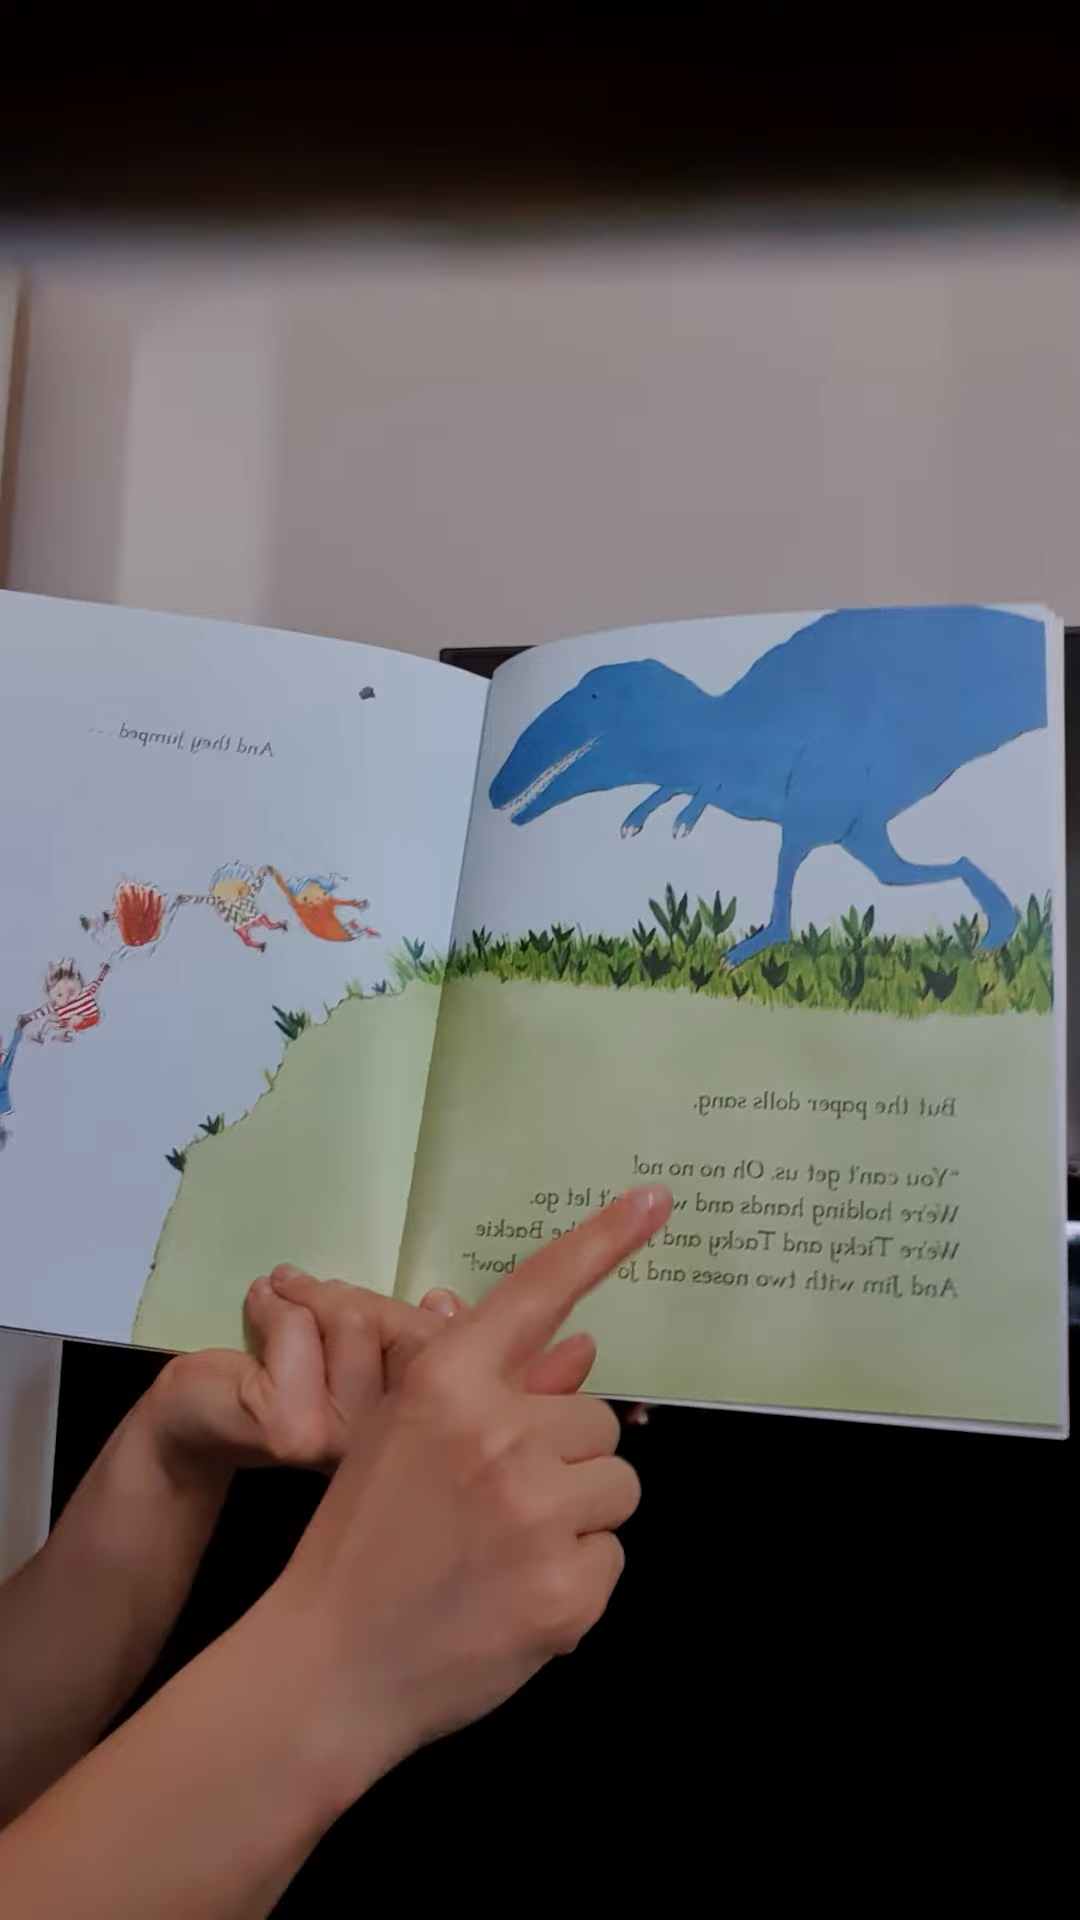 But the paper dolls sang,
“You can't get us. Oh no no no!
We're holding hands and let go.
We're Ticky and Tacky and Backie
And Jim with two noses and bow!”
And they jumped . . .